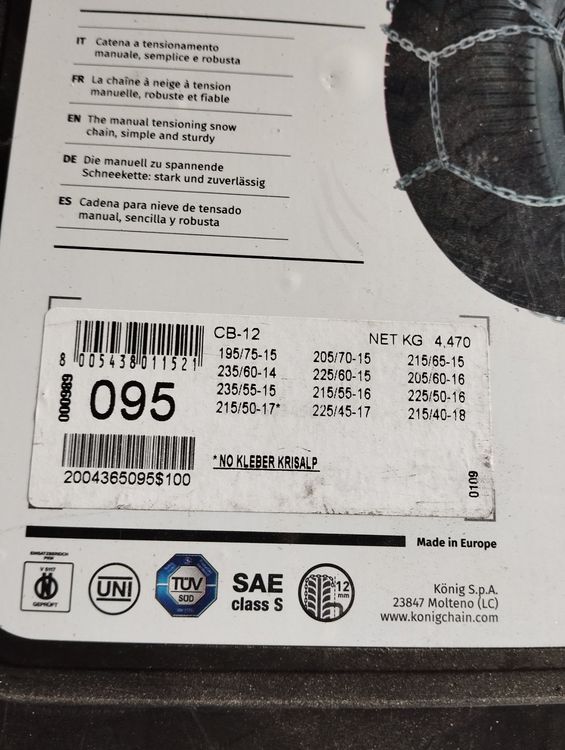 IT Catena a tensionamento
manuale, semplice e robusta
FR La chaîne à neige à tension
manuelle, robuste et fiable
EN The manual tensioning snow
chain, simple and sturdy
DE Die manuell zu spannende
Schneekette: stark und zuverlässig
ES Cadena para nieve de tensado
manual, sencilla y robusta
CB-12 NET KG 4,470
195/75-15 205/70-15 215/65-15
235/60-14 225/60-15 205/60-16
235/55-15 215/55-16 225/50-16
215/50-17* 225/45-17 215/40-18
8 005438 011521
000989
095
*NO KLEBER KRISALP
2004365095$100
0109
Made in Europe
EINSATZBEREICH
PKW
V 5117
GEPRÜFT
UNI
TÜV
SÜD
SAE
class S
12
mm
König S.p.A.
23847 Molteno (LC)
www.konigchain.com